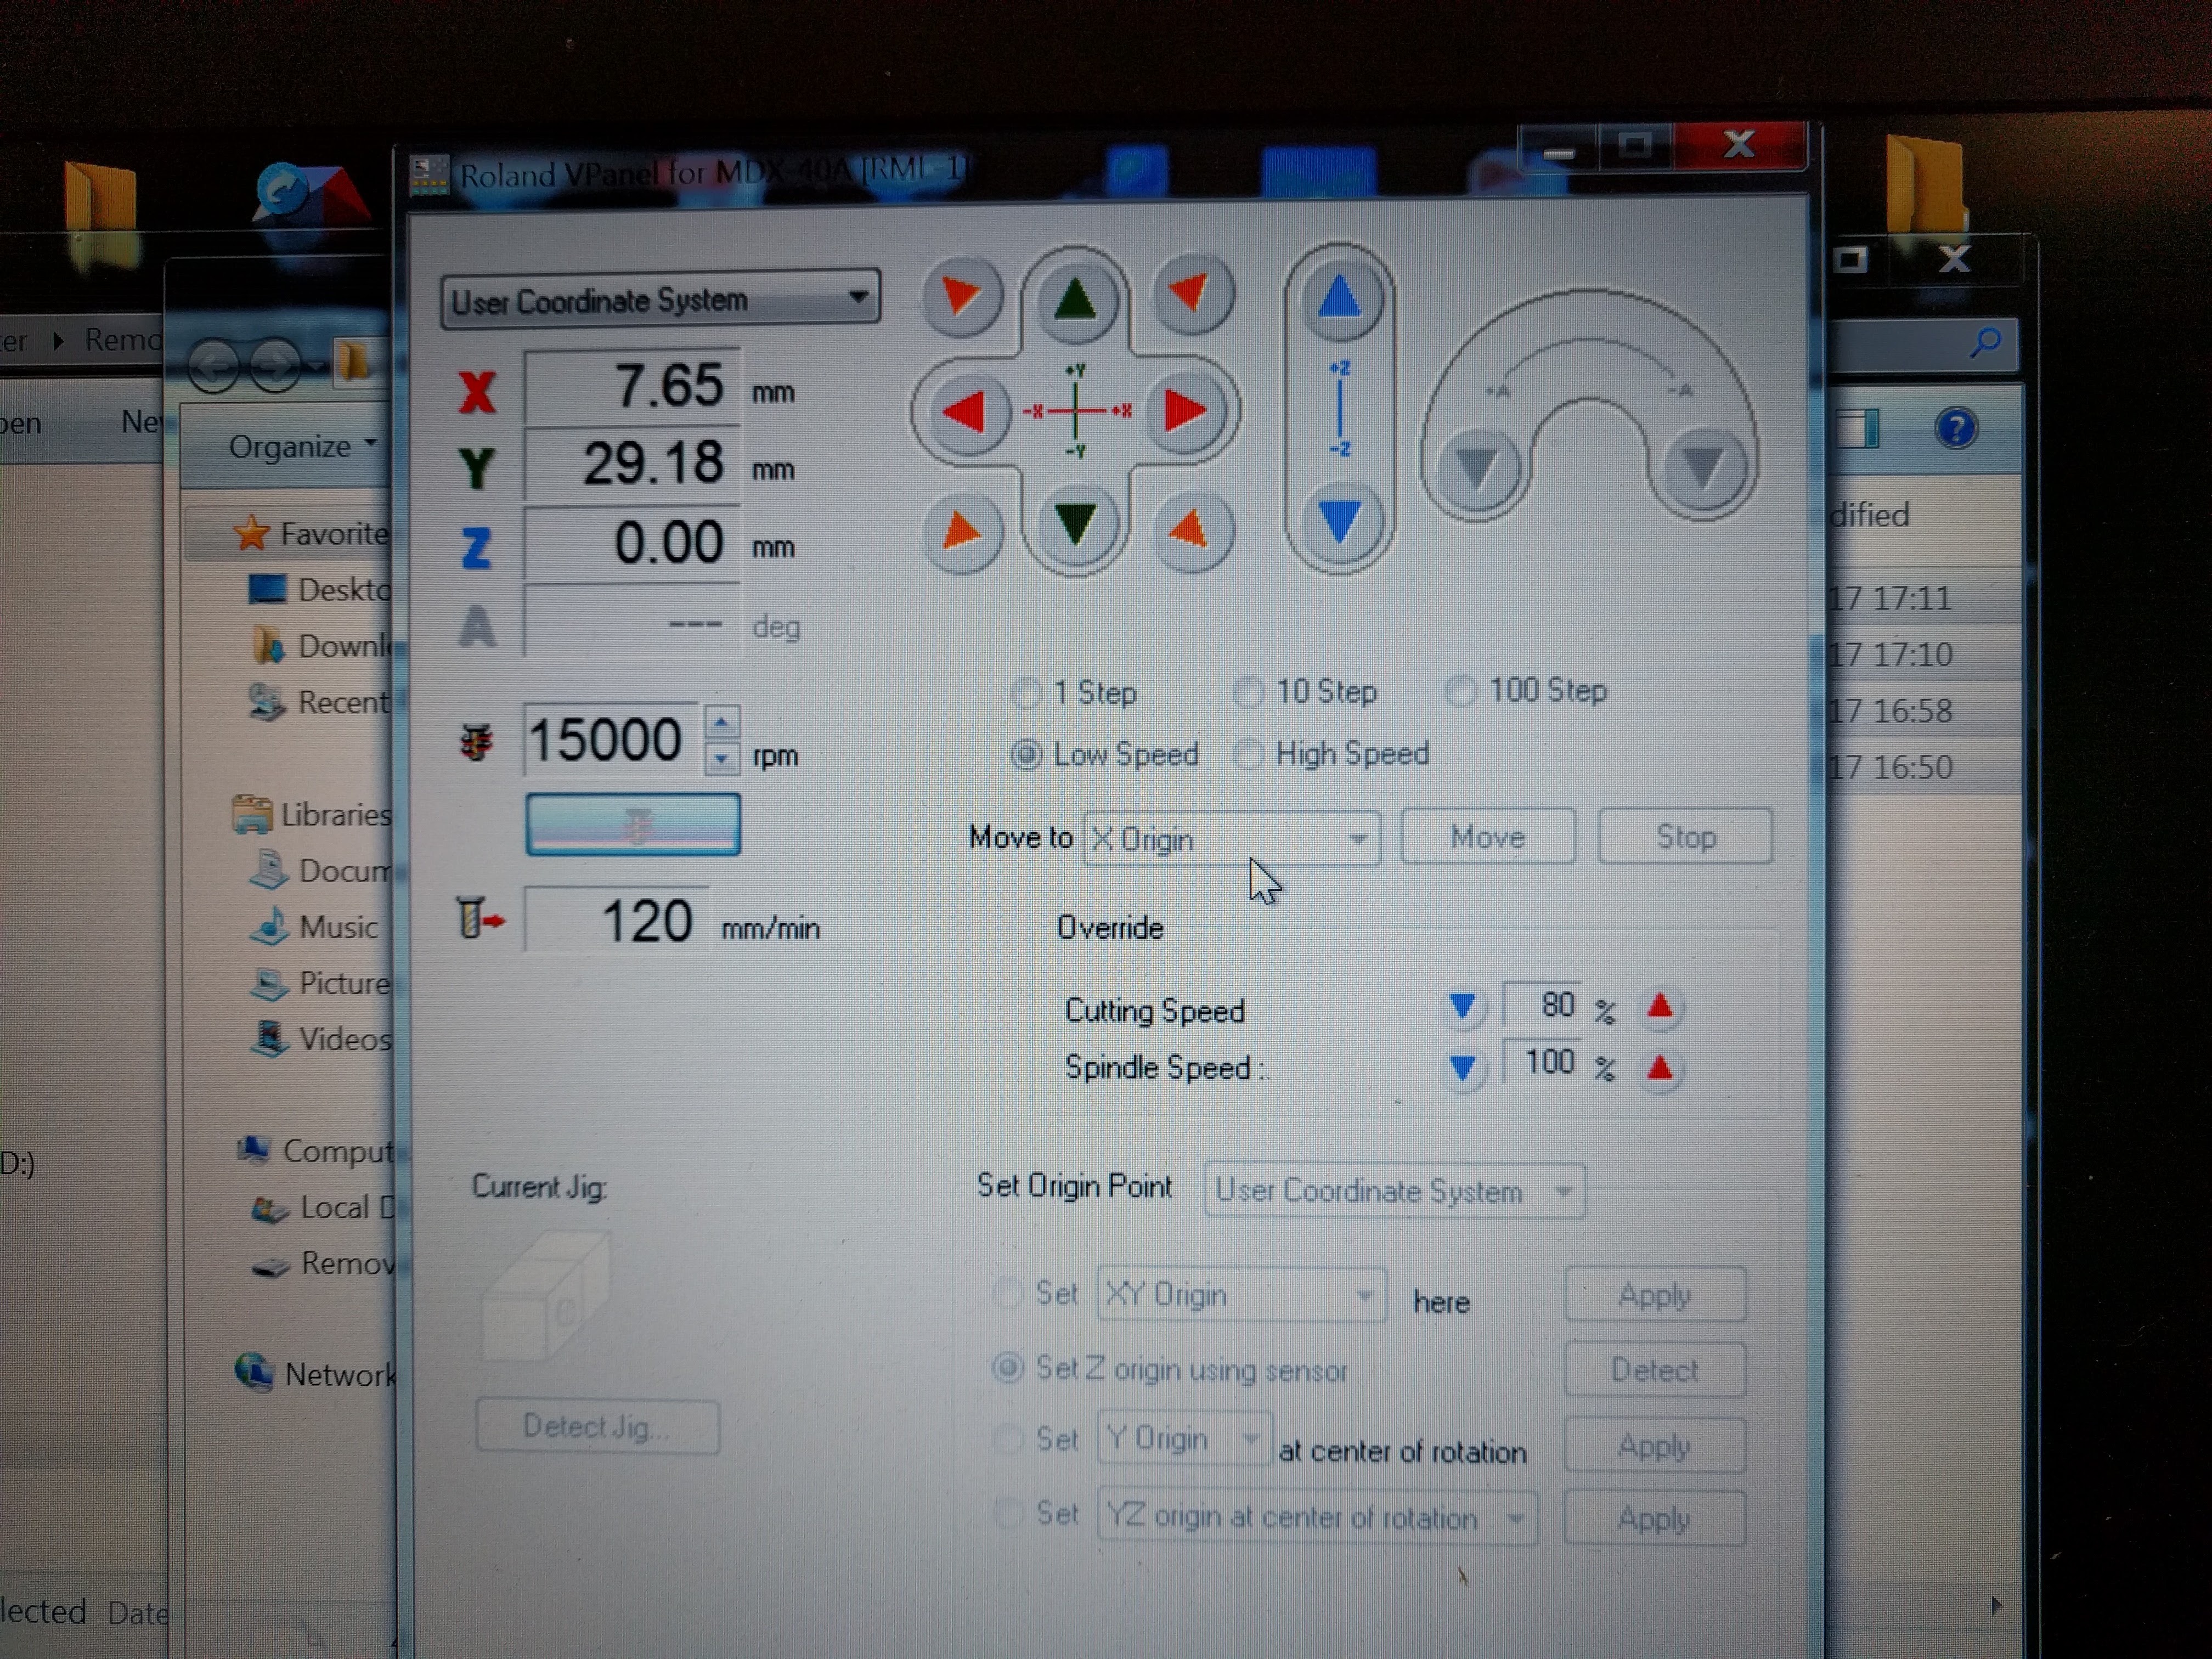 Roland VPanel for MDX-40A [RML-1]
Remo
User Coordinate System
X 7.65 mm
Y 29.18 mm
Z 0.00 mm
A --- deg
+Y
-X +X
-Y
+Z
-Z
+A -A
Organize
Favorite
Deskto
Downl
Recent
Libraries
Docum
Music
Picture
Videos
Comput
Local D
Remov
Network
D:)
lected Date
dified
17 17:11
17 17:10
17 16:58
17 16:50
1 Step 10 Step 100 Step
Low Speed High Speed
15000 rpm
Move to X Origin Move Stop
120 mm/min
Override
Cutting Speed 80 %
Spindle Speed : 100 %
Current Jig:
Detect Jig...
Set Origin Point User Coordinate System
Set XY Origin here Apply
Set Z origin using sensor Detect
Set Y Origin at center of rotation Apply
Set YZ origin at center of rotation Apply